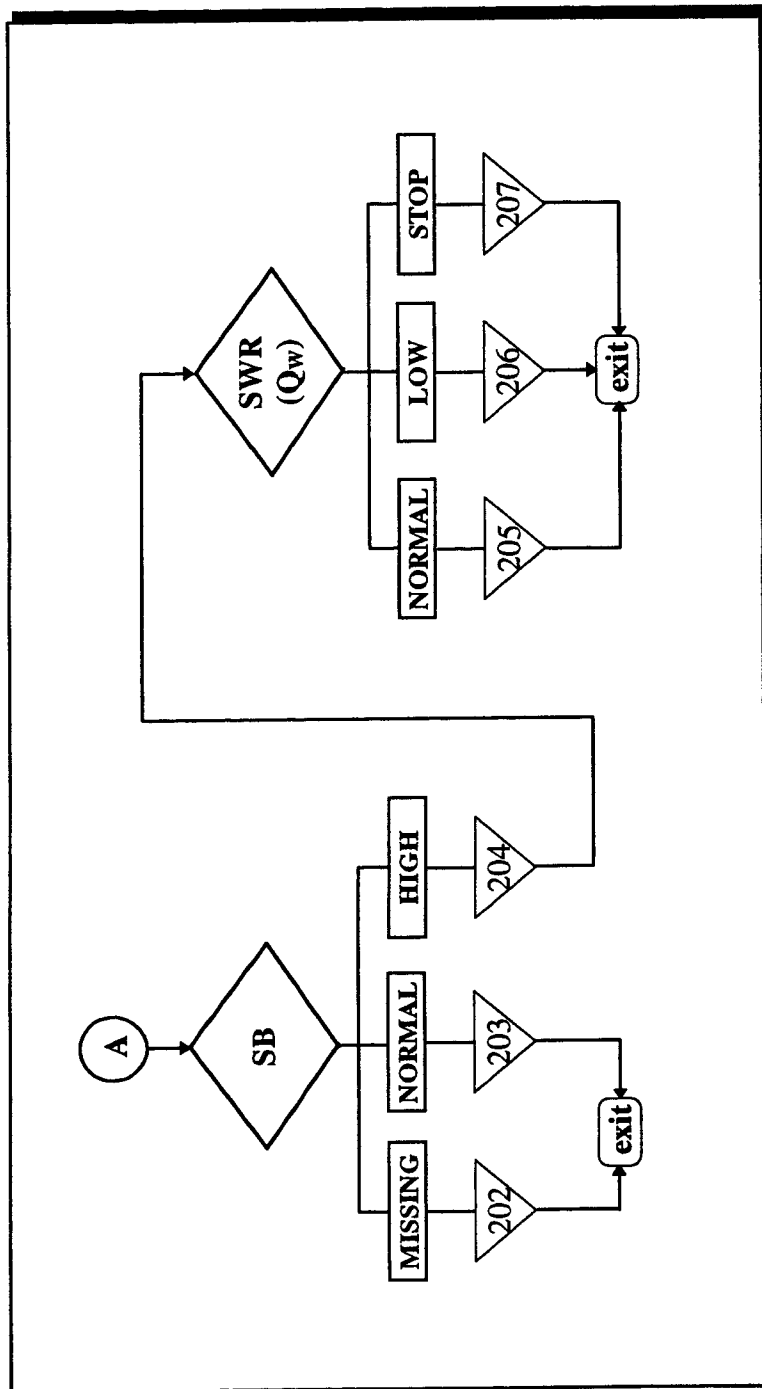 A
SB
MISSING
NORMAL
HIGH
202
203
204
exit
SWR
(Qw)
NORMAL
LOW
STOP
205
206
207
exit